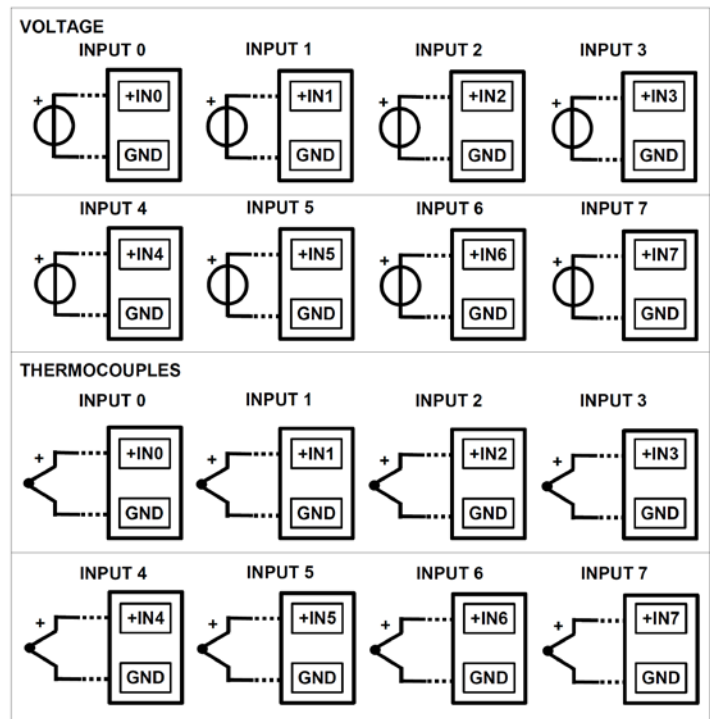 VOLTAGE
INPUT 0 INPUT 1 INPUT 2 INPUT 3
+ +IN0 + +IN1 + +IN2 + +IN3
GND GND GND GND
INPUT 4 INPUT 5 INPUT 6 INPUT 7
+ +IN4 + +IN5 + +IN6 + +IN7
GND GND GND GND
THERMOCOUPLES
INPUT 0 INPUT 1 INPUT 2 INPUT 3
+ +IN0 + +IN1 + +IN2 + +IN3
GND GND GND GND
INPUT 4 INPUT 5 INPUT 6 INPUT 7
+ +IN4 + +IN5 + +IN6 + +IN7
GND GND GND GND